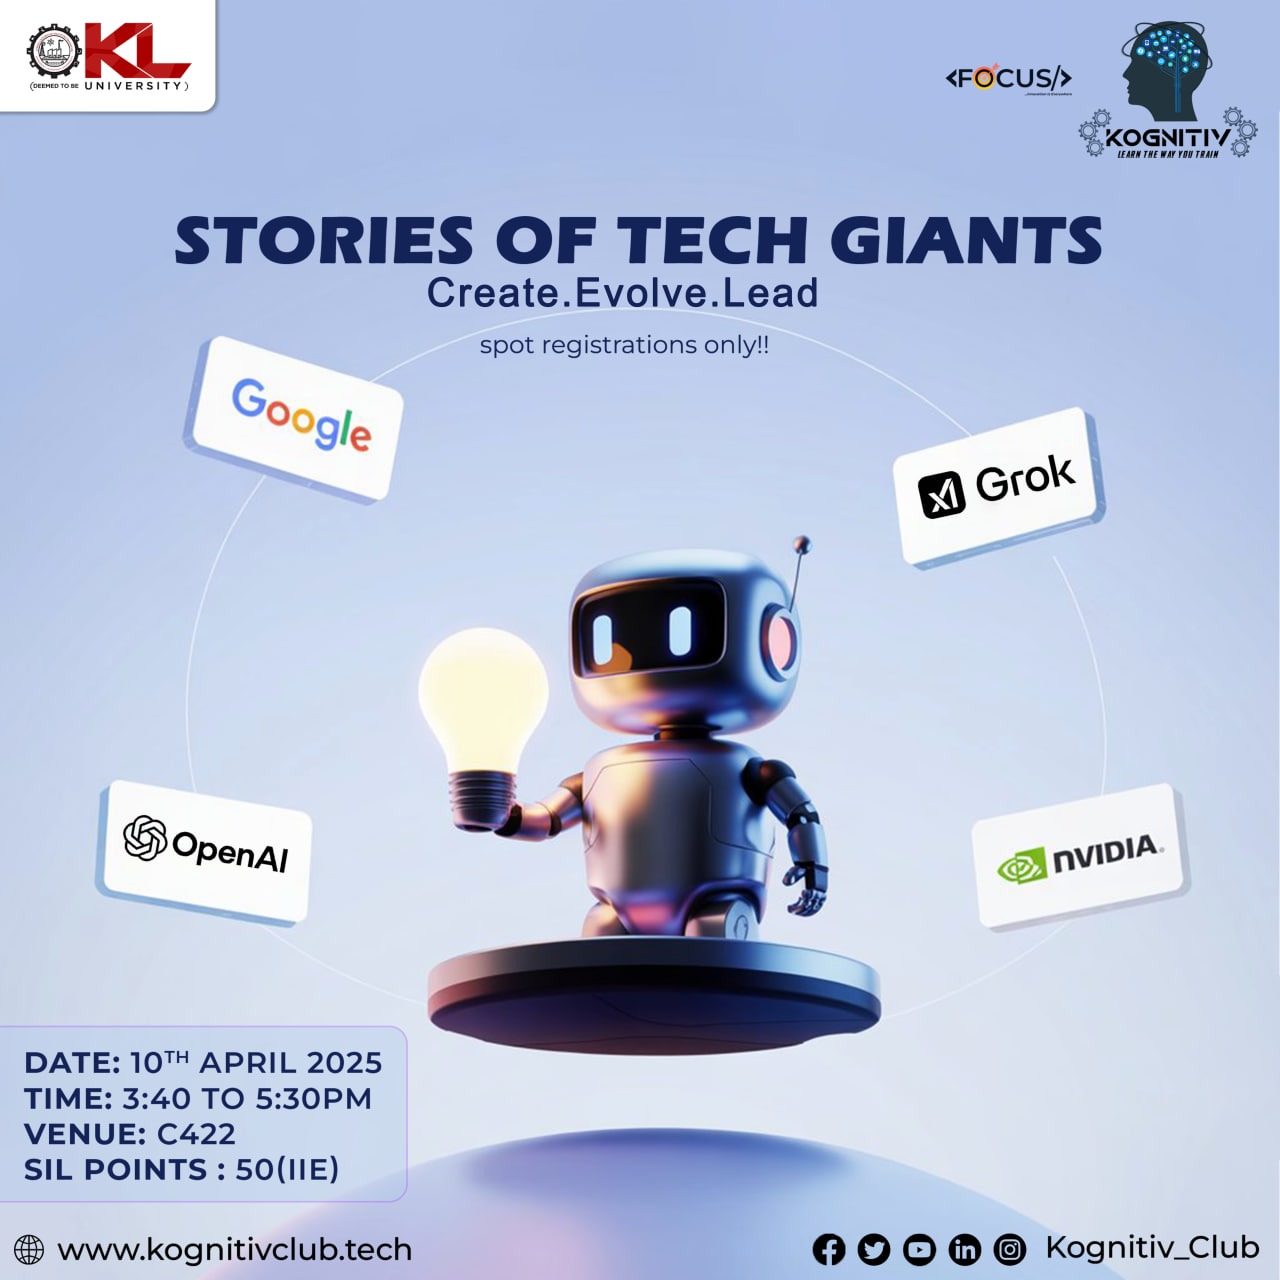 KL
(DEEMED TO BE UNIVERSITY)
<FOCUS/>
KOGNITIV
LEARN THE WAY YOU TRAIN
STORIES OF TECH GIANTS
Create.Evolve.Lead
spot registrations only!!
Google
Grok
OpenAI
NVIDIA
DATE: 10TH APRIL 2025
TIME: 3:40 TO 5:30PM
VENUE: C422
SIL POINTS : 50(IIE)
www.kognitivclub.tech
Kognitiv_Club